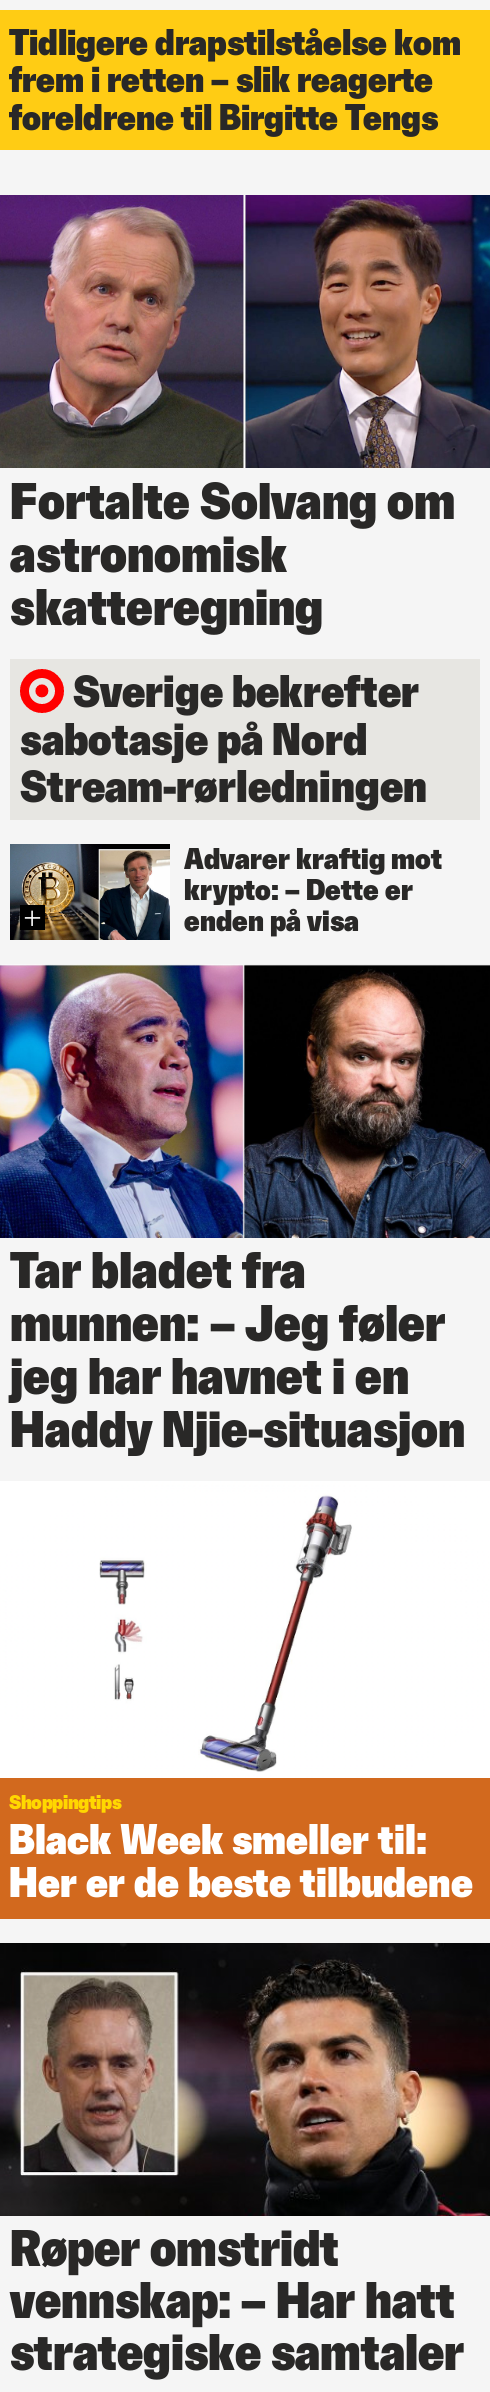 Tidligere drapstilståelse kom
frem i retten – slik reagerte
foreldrene til Birgitte Tengs
Fortalte Solvang om
astronomisk
skatteregning
Sverige bekrefter
sabotasje på Nord
Stream-rørledningen
Advarer kraftig mot
krypto: – Dette er
enden på visa
Tar bladet fra
munnen: – Jeg føler
jeg har havnet i en
Haddy Njie-situasjon
Shoppingtips
Black Week smeller til:
Her er de beste tilbudene
Røper omstridt
vennskap: – Har hatt
strategiske samtaler